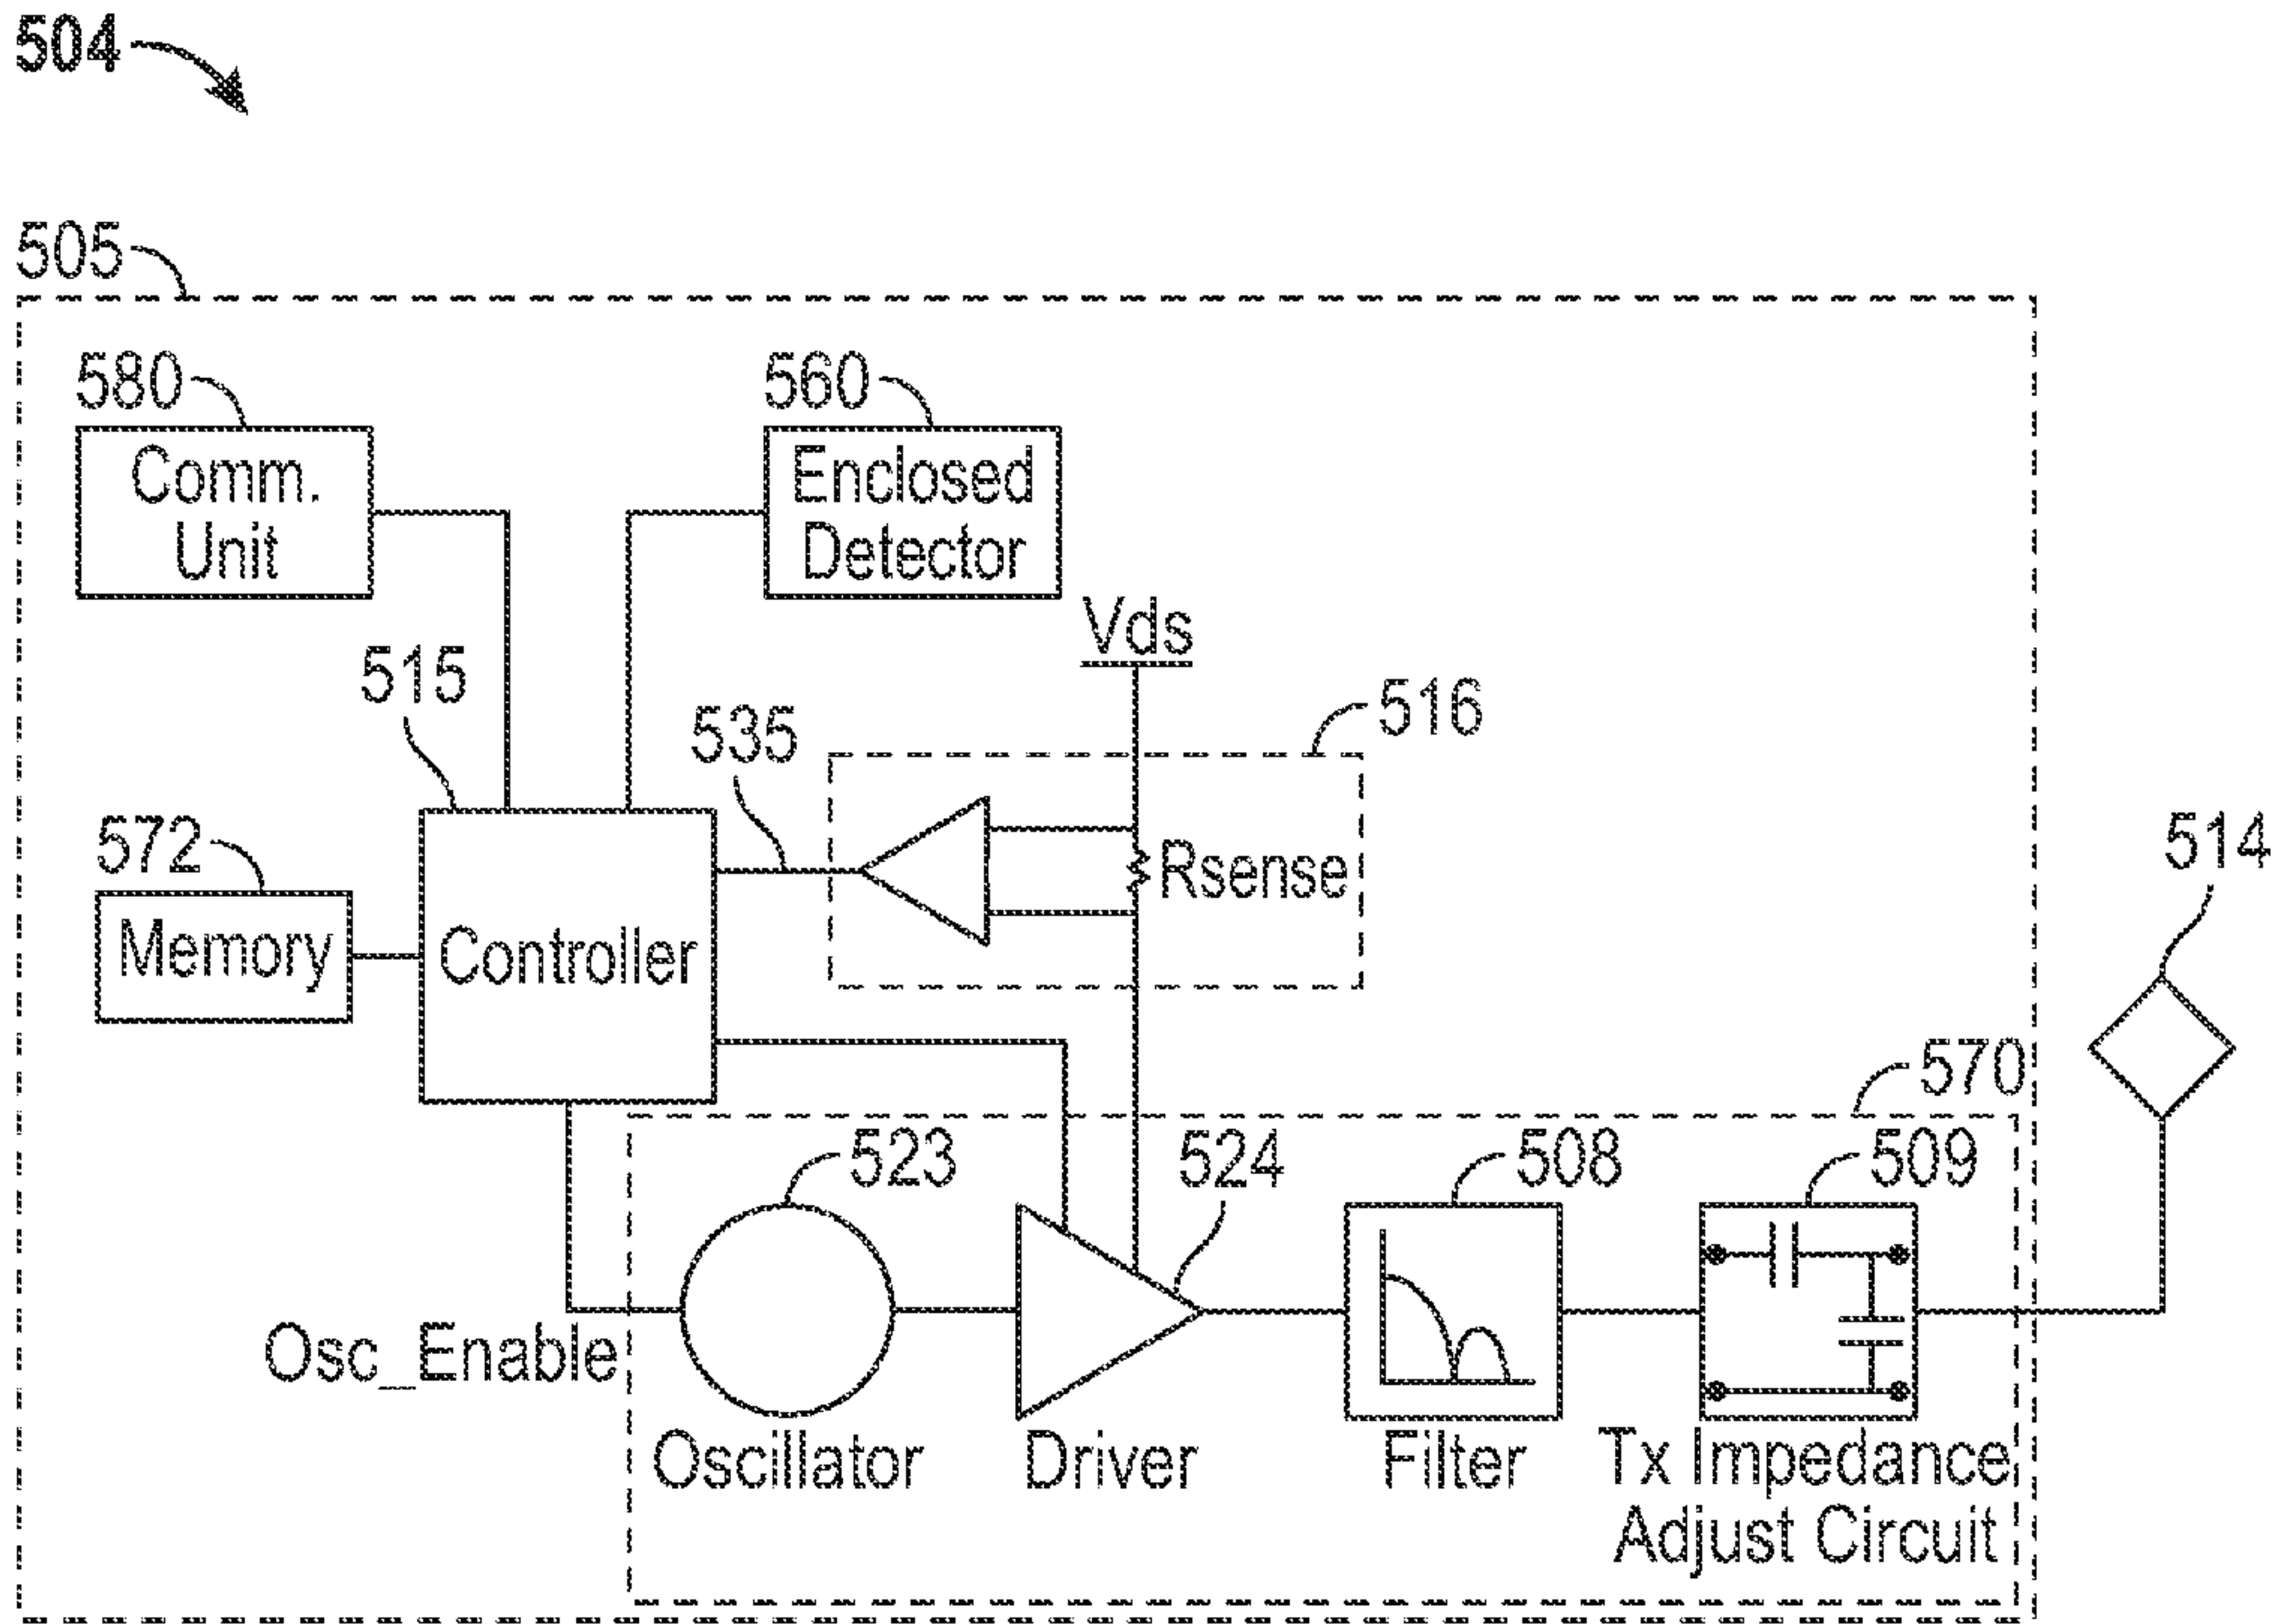 504
505
580
560
Comm.
Unit
Enclosed
Detector
Vds
515
516
535
572
514
Rsense
Memory
Controller
570
523
524
508
509
Osc_Enable
Oscillator
Driver
Filter
Tx Impedance
Adjust Circuit